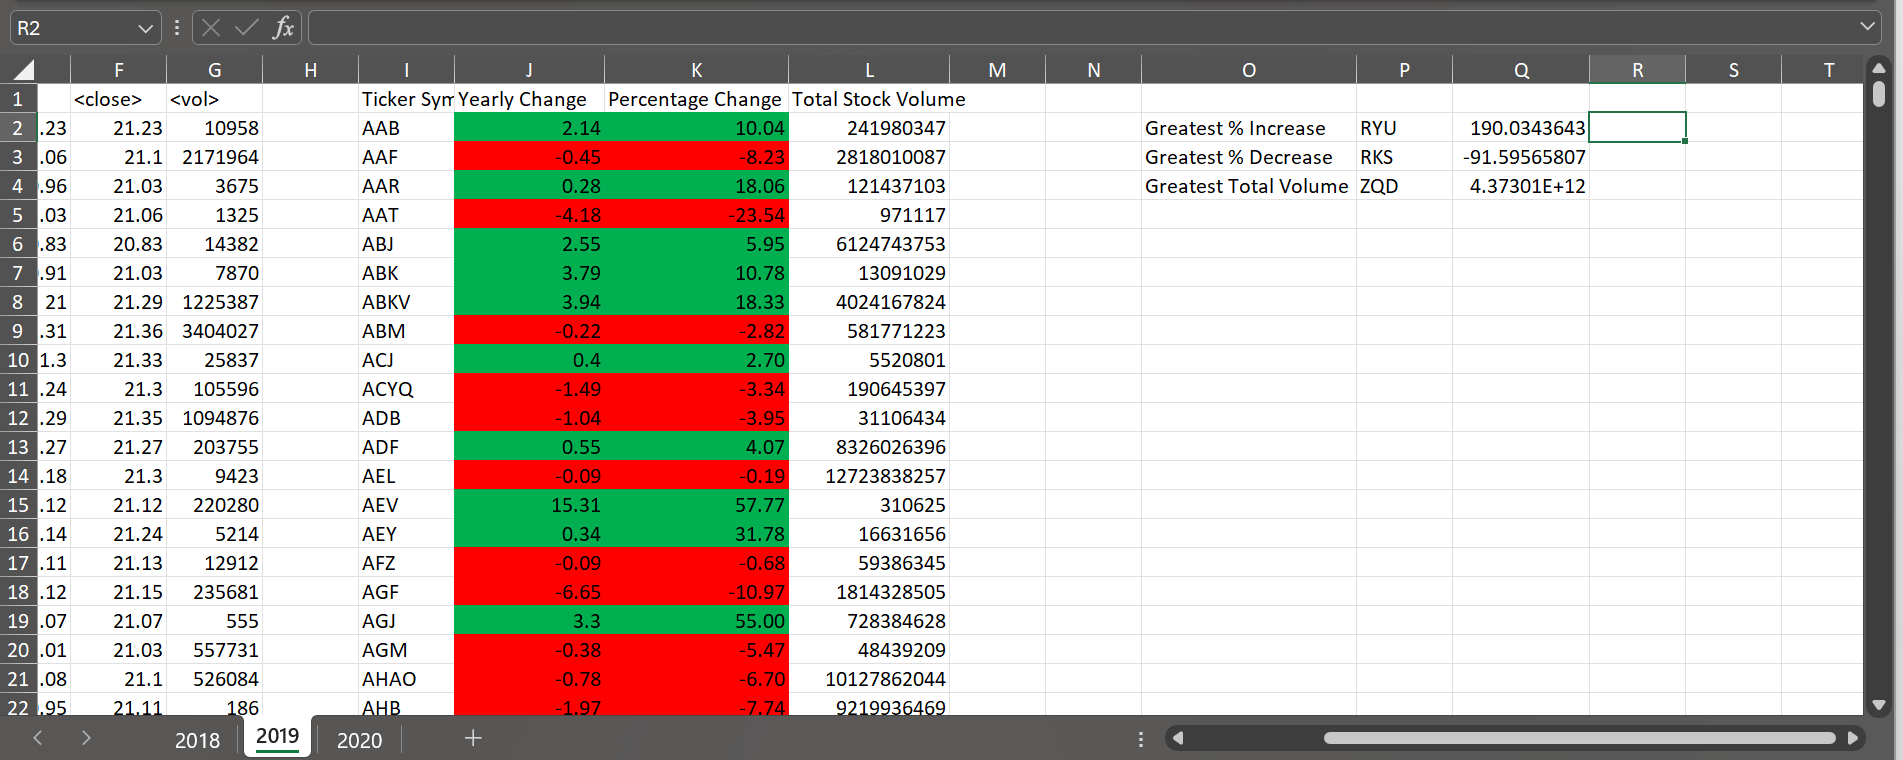 R2 fx
F G H I J K L M N O P Q R S T
1 <close> <vol> Ticker Sym Yearly Change Percentage Change Total Stock Volume
2 .23 21.23 10958 AAB 2.14 10.04 241980347 Greatest % Increase RYU 190.0343643
3 .06 21.1 2171964 AAF -0.45 -8.23 2818010087 Greatest % Decrease RKS -91.59565807
4 .96 21.03 3675 AAR 0.28 18.06 121437103 Greatest Total Volume ZQD 4.37301E+12
5 .03 21.06 1325 AAT -4.18 -23.54 971117
6 .83 20.83 14382 ABJ 2.55 5.95 6124743753
7 .91 21.03 7870 ABK 3.79 10.78 13091029
8 21 21.29 1225387 ABKV 3.94 18.33 4024167824
9 .31 21.36 3404027 ABM -0.22 -2.82 581771223
10 1.3 21.33 25837 ACJ 0.4 2.70 5520801
11 .24 21.3 105596 ACYQ -1.49 -3.34 190645397
12 .29 21.35 1094876 ADB -1.04 -3.95 31106434
13 .27 21.27 203755 ADF 0.55 4.07 8326026396
14 .18 21.3 9423 AEL -0.09 -0.19 12723838257
15 .12 21.12 220280 AEV 15.31 57.77 310625
16 .14 21.24 5214 AEY 0.34 31.78 16631656
17 .11 21.13 12912 AFZ -0.09 -0.68 59386345
18 .12 21.15 235681 AGF -6.65 -10.97 1814328505
19 .07 21.07 555 AGJ 3.3 55.00 728384628
20 .01 21.03 557731 AGM -0.38 -5.47 48439209
21 .08 21.1 526084 AHAO -0.78 -6.70 10127862044
22 .95 21.11 186 AHB -1.97 -7.74 9219936469
2018 2019 2020